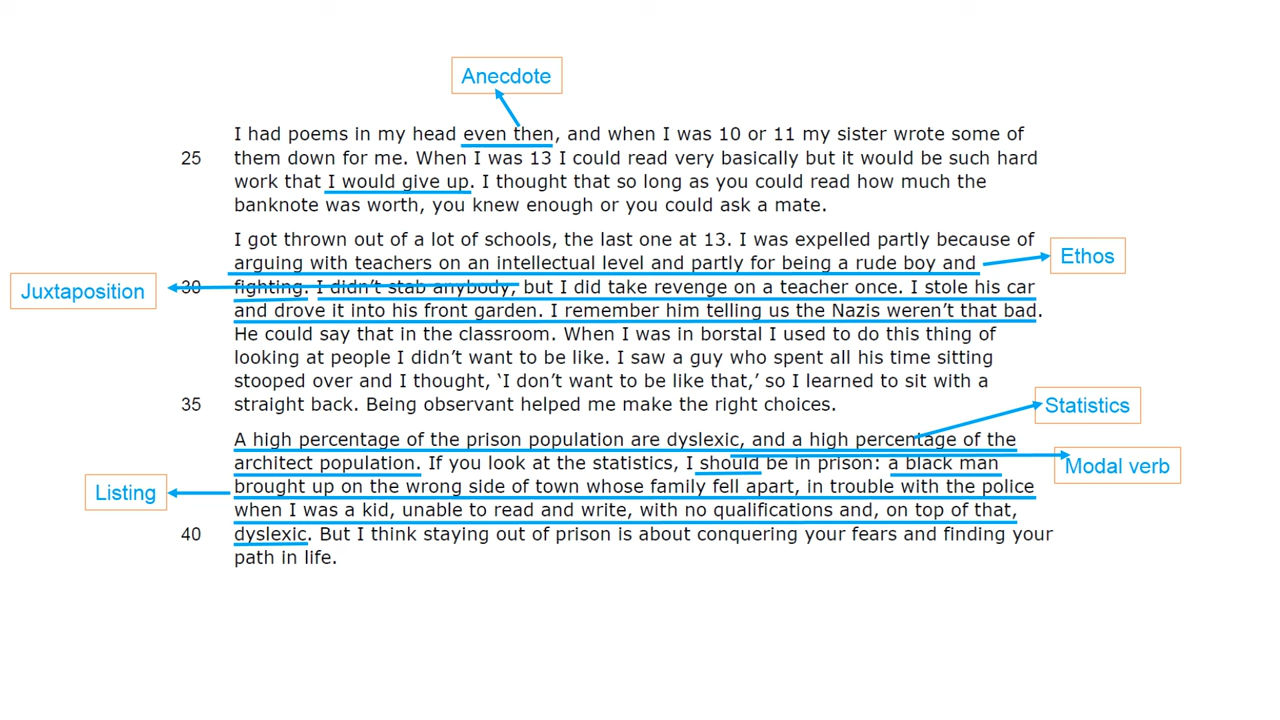 Anecdote
I had poems in my head even then, and when I was 10 or 11 my sister wrote some of
25 them down for me. When I was 13 I could read very basically but it would be such hard
work that I would give up. I thought that so long as you could read how much the
banknote was worth, you knew enough or you could ask a mate.
I got thrown out of a lot of schools, the last one at 13. I was expelled partly because of
arguing with teachers on an intellectual level and partly for being a rude boy and
Ethos
Juxtaposition
30 fighting. I didn’t stab anybody, but I did take revenge on a teacher once. I stole his car
and drove it into his front garden. I remember him telling us the Nazis weren’t that bad.
He could say that in the classroom. When I was in borstal I used to do this thing of
looking at people I didn’t want to be like. I saw a guy who spent all his time sitting
stooped over and I thought, ‘I don’t want to be like that,’ so I learned to sit with a
35 straight back. Being observant helped me make the right choices.
Statistics
A high percentage of the prison population are dyslexic, and a high percentage of the
architect population. If you look at the statistics, I should be in prison: a black man
Modal verb
Listing
brought up on the wrong side of town whose family fell apart, in trouble with the police
when I was a kid, unable to read and write, with no qualifications and, on top of that,
40 dyslexic. But I think staying out of prison is about conquering your fears and finding your
path in life.